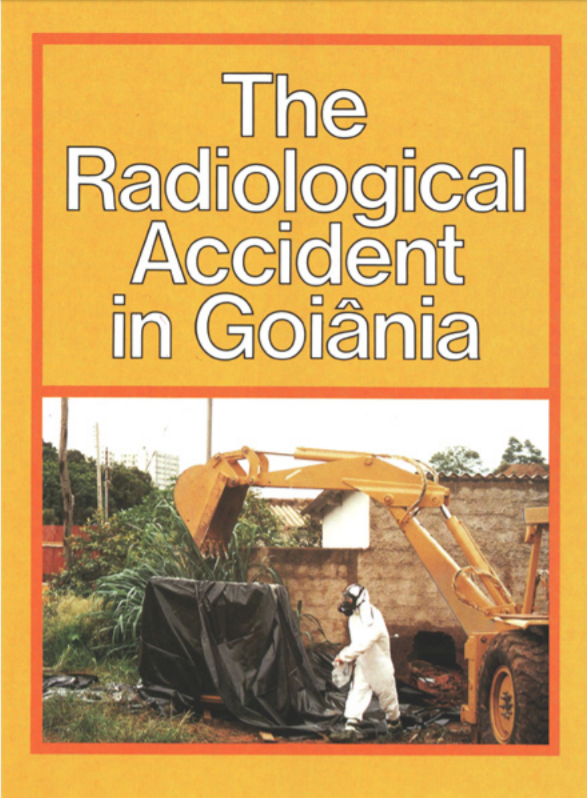 The
Radiological
Accident
in Goiânia